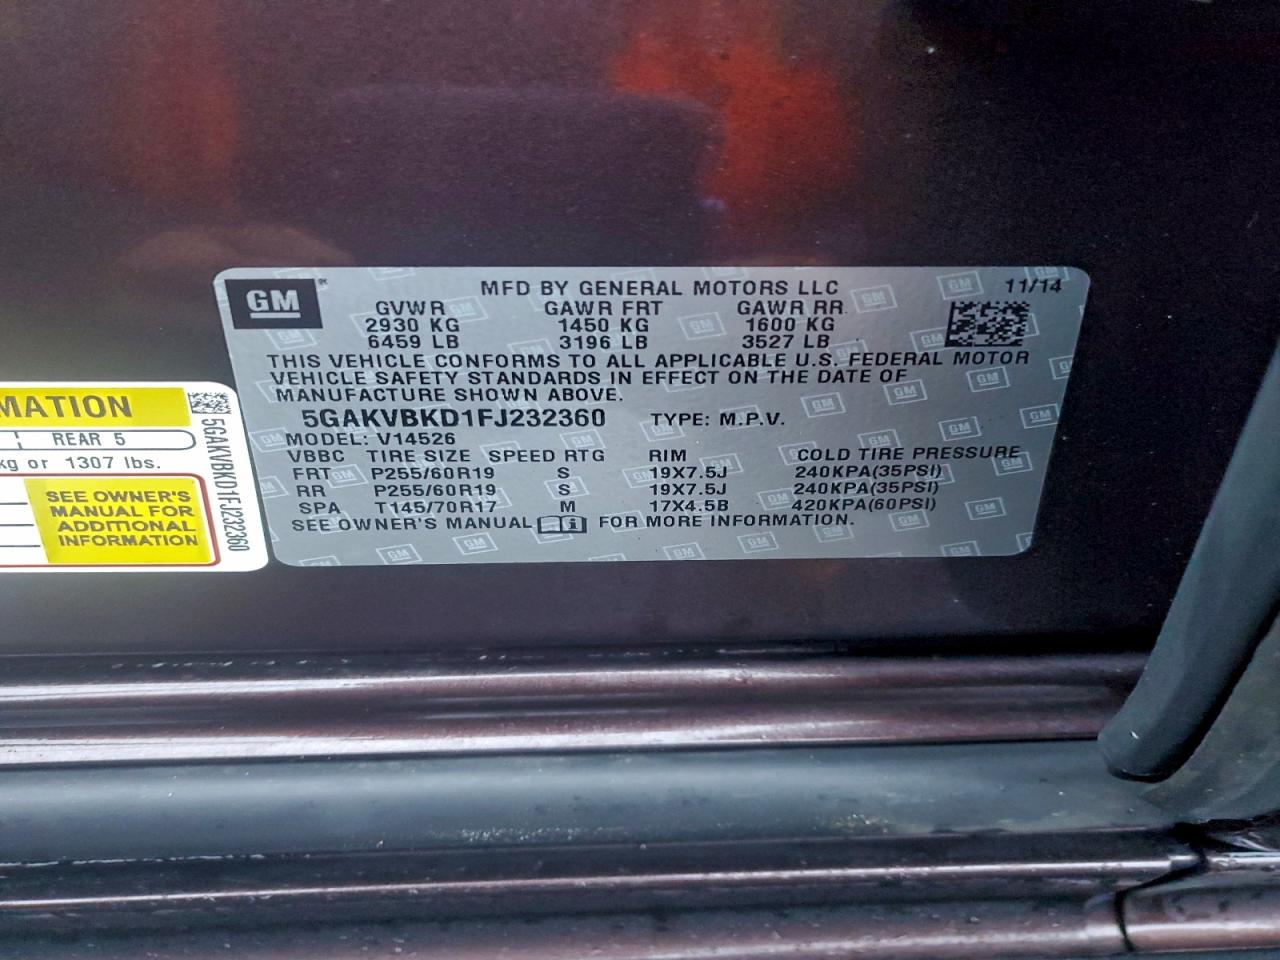 GM
MFD BY GENERAL MOTORS LLC 11/14
GVWR GAWR FRT GAWR RR
2930 KG 1450 KG 1600 KG
6459 LB 3196 LB 3527 LB
THIS VEHICLE CONFORMS TO ALL APPLICABLE U.S. FEDERAL MOTOR
VEHICLE SAFETY STANDARDS IN EFFECT ON THE DATE OF
MANUFACTURE SHOWN ABOVE.
5GAKVBKD1FJ232360 TYPE: M.P.V.
MODEL: V14526
VBBC TIRE SIZE SPEED RTG RIM COLD TIRE PRESSURE
FRT P255/60R19 S 19X7.5J 240KPA(35PSI)
RR P255/60R19 S 19X7.5J 240KPA(35PSI)
SPA T145/70R17 M 17X4.5B 420KPA(60PSI)
SEE OWNER'S MANUAL FOR MORE INFORMATION.
MATION
REAR 5
kg or 1307 lbs.
SEE OWNER'S
MANUAL FOR
ADDITIONAL
INFORMATION
5GAKVBKD1FJ232360